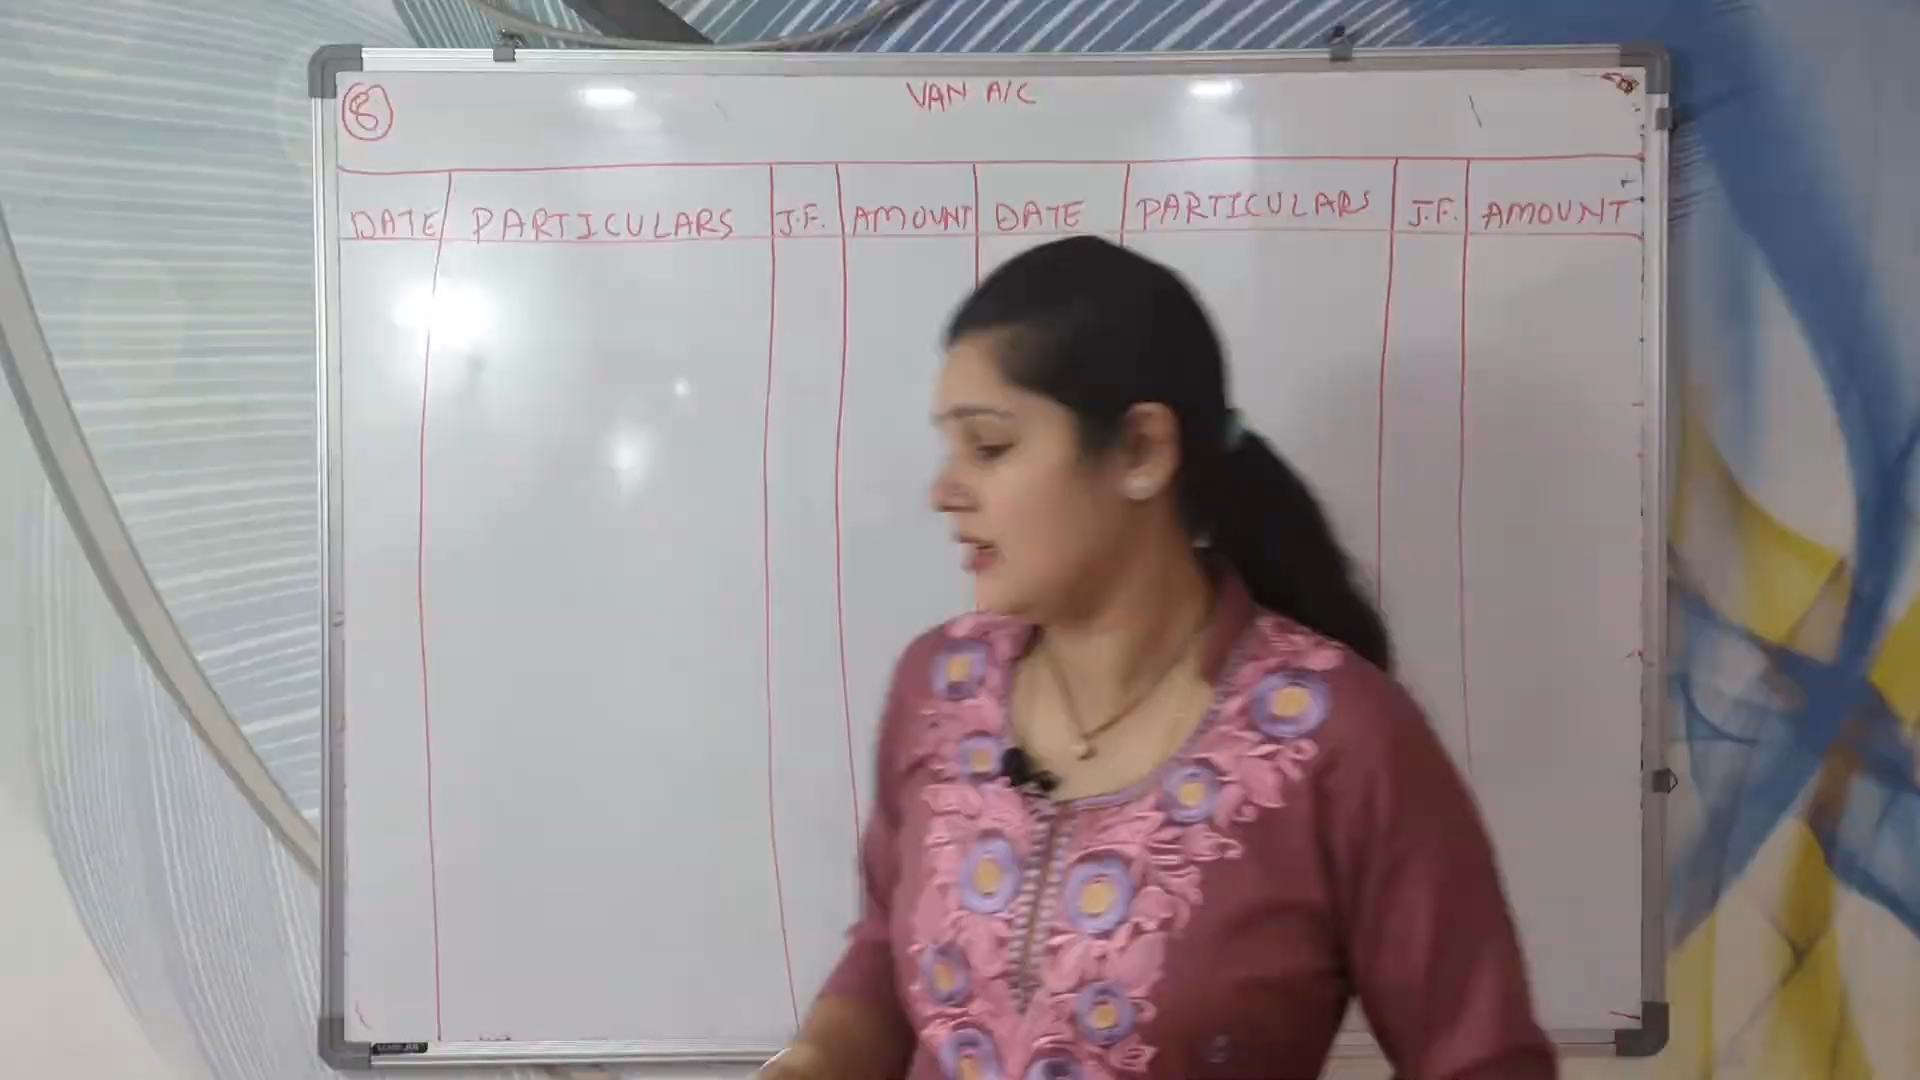 8
VAN A/C
DATE PARTICULARS J.F. AMOUNT DATE PARTICULARS J.F. AMOUNT